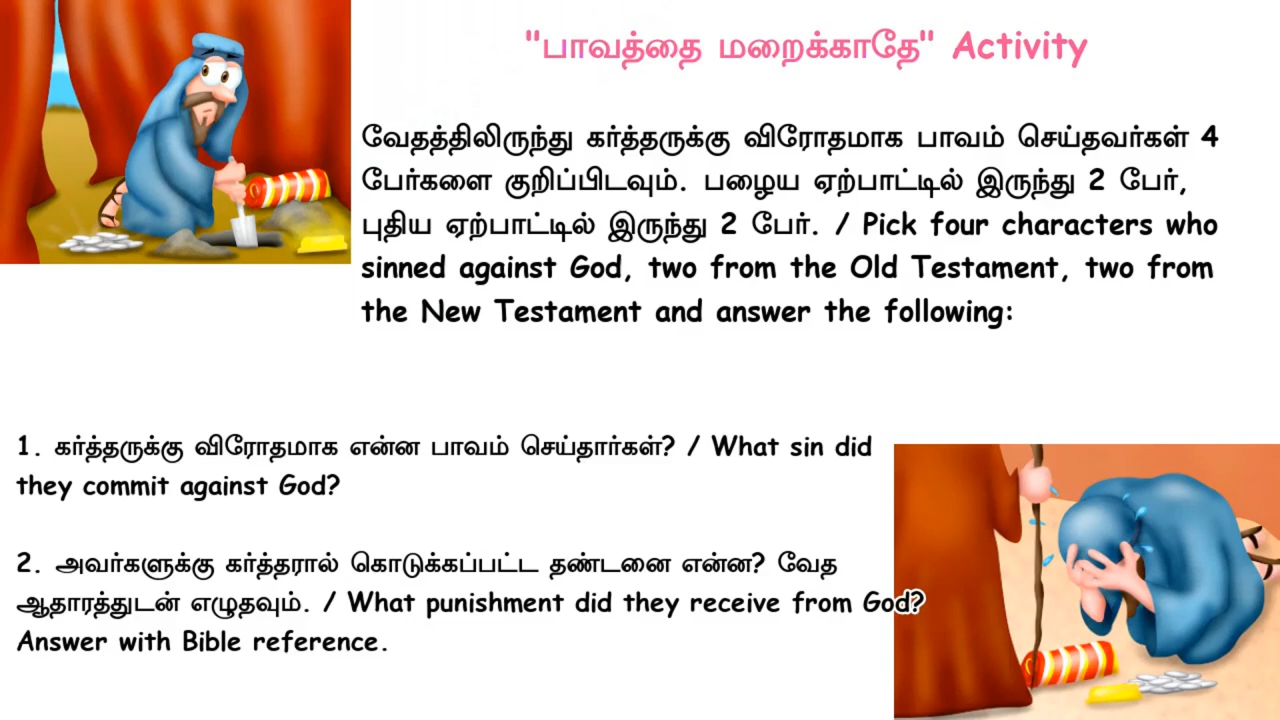 "பாவத்தை மறைக்காதே" Activity
வேதத்திலிருந்து கர்த்தருக்கு விரோதமாக பாவம் செய்தவர்கள் 4
பேர்களை குறிப்பிடவும். பழைய ஏற்பாட்டில் இருந்து 2 பேர்,
புதிய ஏற்பாட்டில் இருந்து 2 பேர். / Pick four characters who
sinned against God, two from the Old Testament, two from
the New Testament and answer the following:
1. கர்த்தருக்கு விரோதமாக என்ன பாவம் செய்தார்கள்? / What sin did
they commit against God?
2. அவர்களுக்கு கர்த்தரால் கொடுக்கப்பட்ட தண்டனை என்ன? வேத
ஆதாரத்துடன் எழுதவும். / What punishment did they receive from God?
Answer with Bible reference.